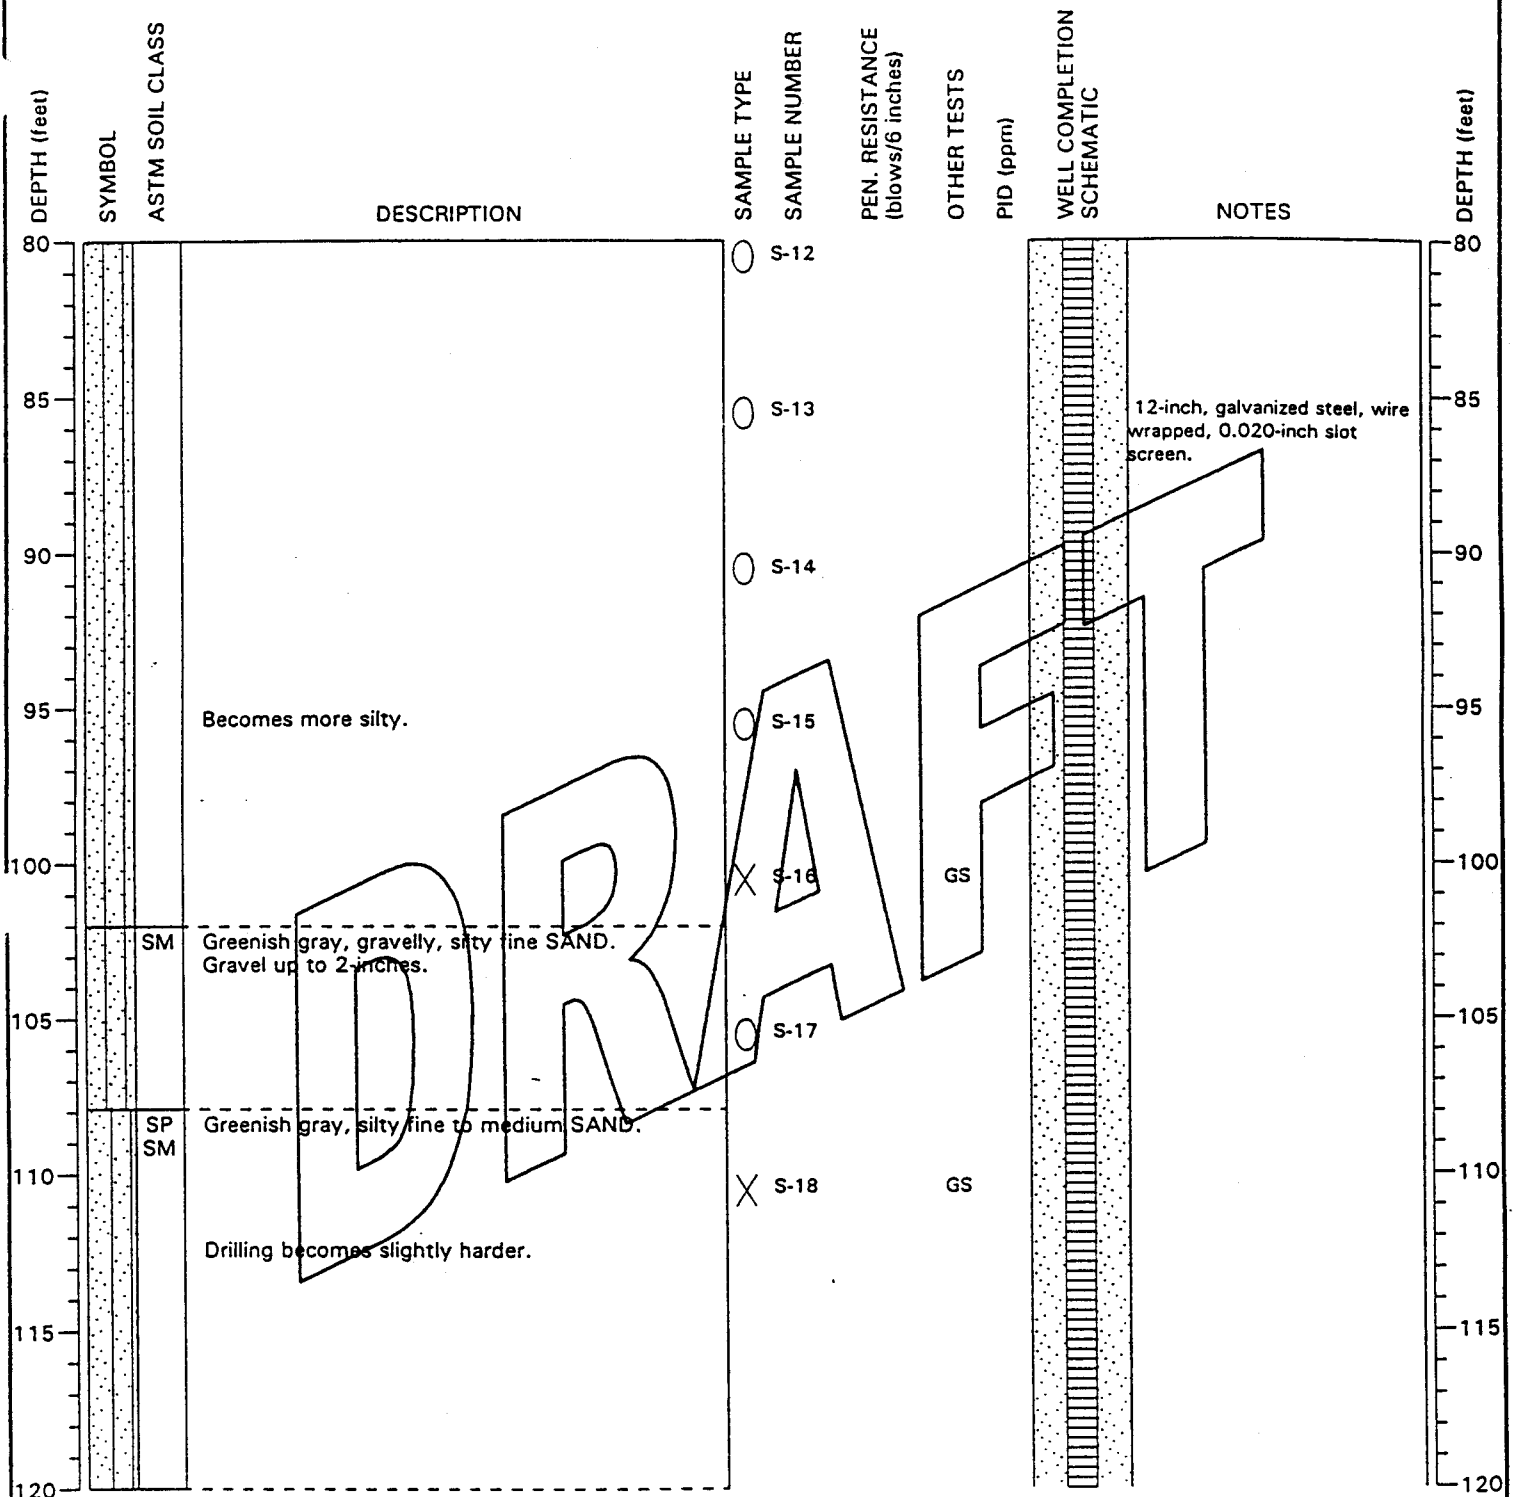 DEPTH (feet)
SYMBOL
ASTM SOIL CLASS
DESCRIPTION
SAMPLE TYPE
SAMPLE NUMBER
PEN. RESISTANCE
(blows/6 inches)
OTHER TESTS
PID (ppm)
WELL COMPLETION
SCHEMATIC
NOTES
DEPTH (feet)
80 S-12 80
85 S-13 85
12-inch, galvanized steel, wire
wrapped, 0.020-inch slot
screen.
90 S-14 90
95 Becomes more silty. S-15 95
100 S-16 GS 100
SM Greenish gray, gravelly, silty fine SAND.
Gravel up to 2-inches.
105 S-17 105
SP Greenish gray, silty fine to medium SAND.
SM
110 S-18 GS 110
Drilling becomes slightly harder.
115 115
120 120
DRAFT